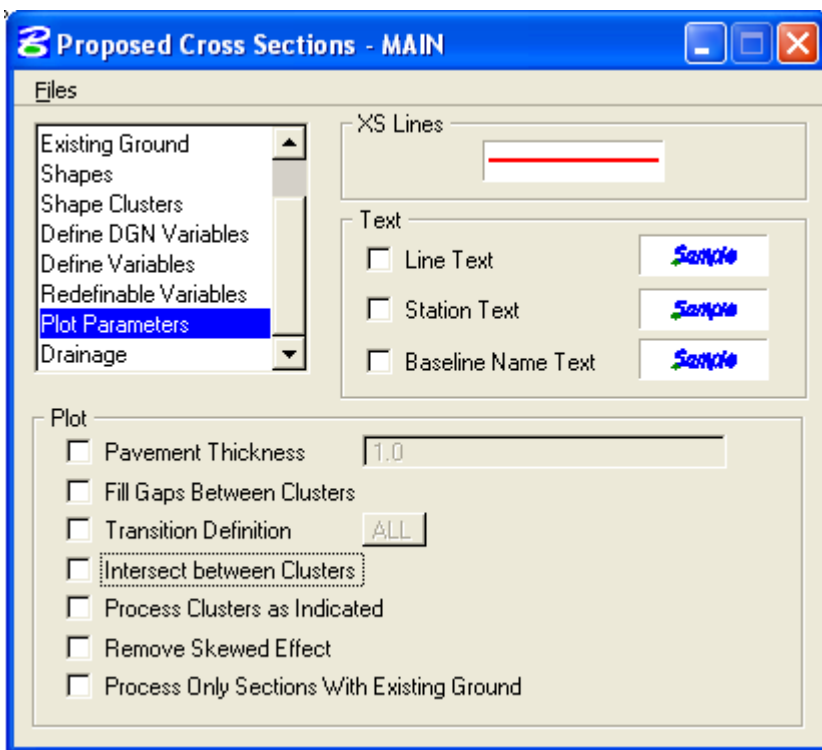 Proposed Cross Sections - MAIN
Files
Existing Ground
Shapes
Shape Clusters
Define DGN Variables
Define Variables
Redefinable Variables
Plot Parameters
Drainage
XS Lines
Text
Line Text Sample
Station Text Sample
Baseline Name Text Sample
Plot
Pavement Thickness 1.0
Fill Gaps Between Clusters
Transition Definition ALL
Intersect between Clusters
Process Clusters as Indicated
Remove Skewed Effect
Process Only Sections With Existing Ground